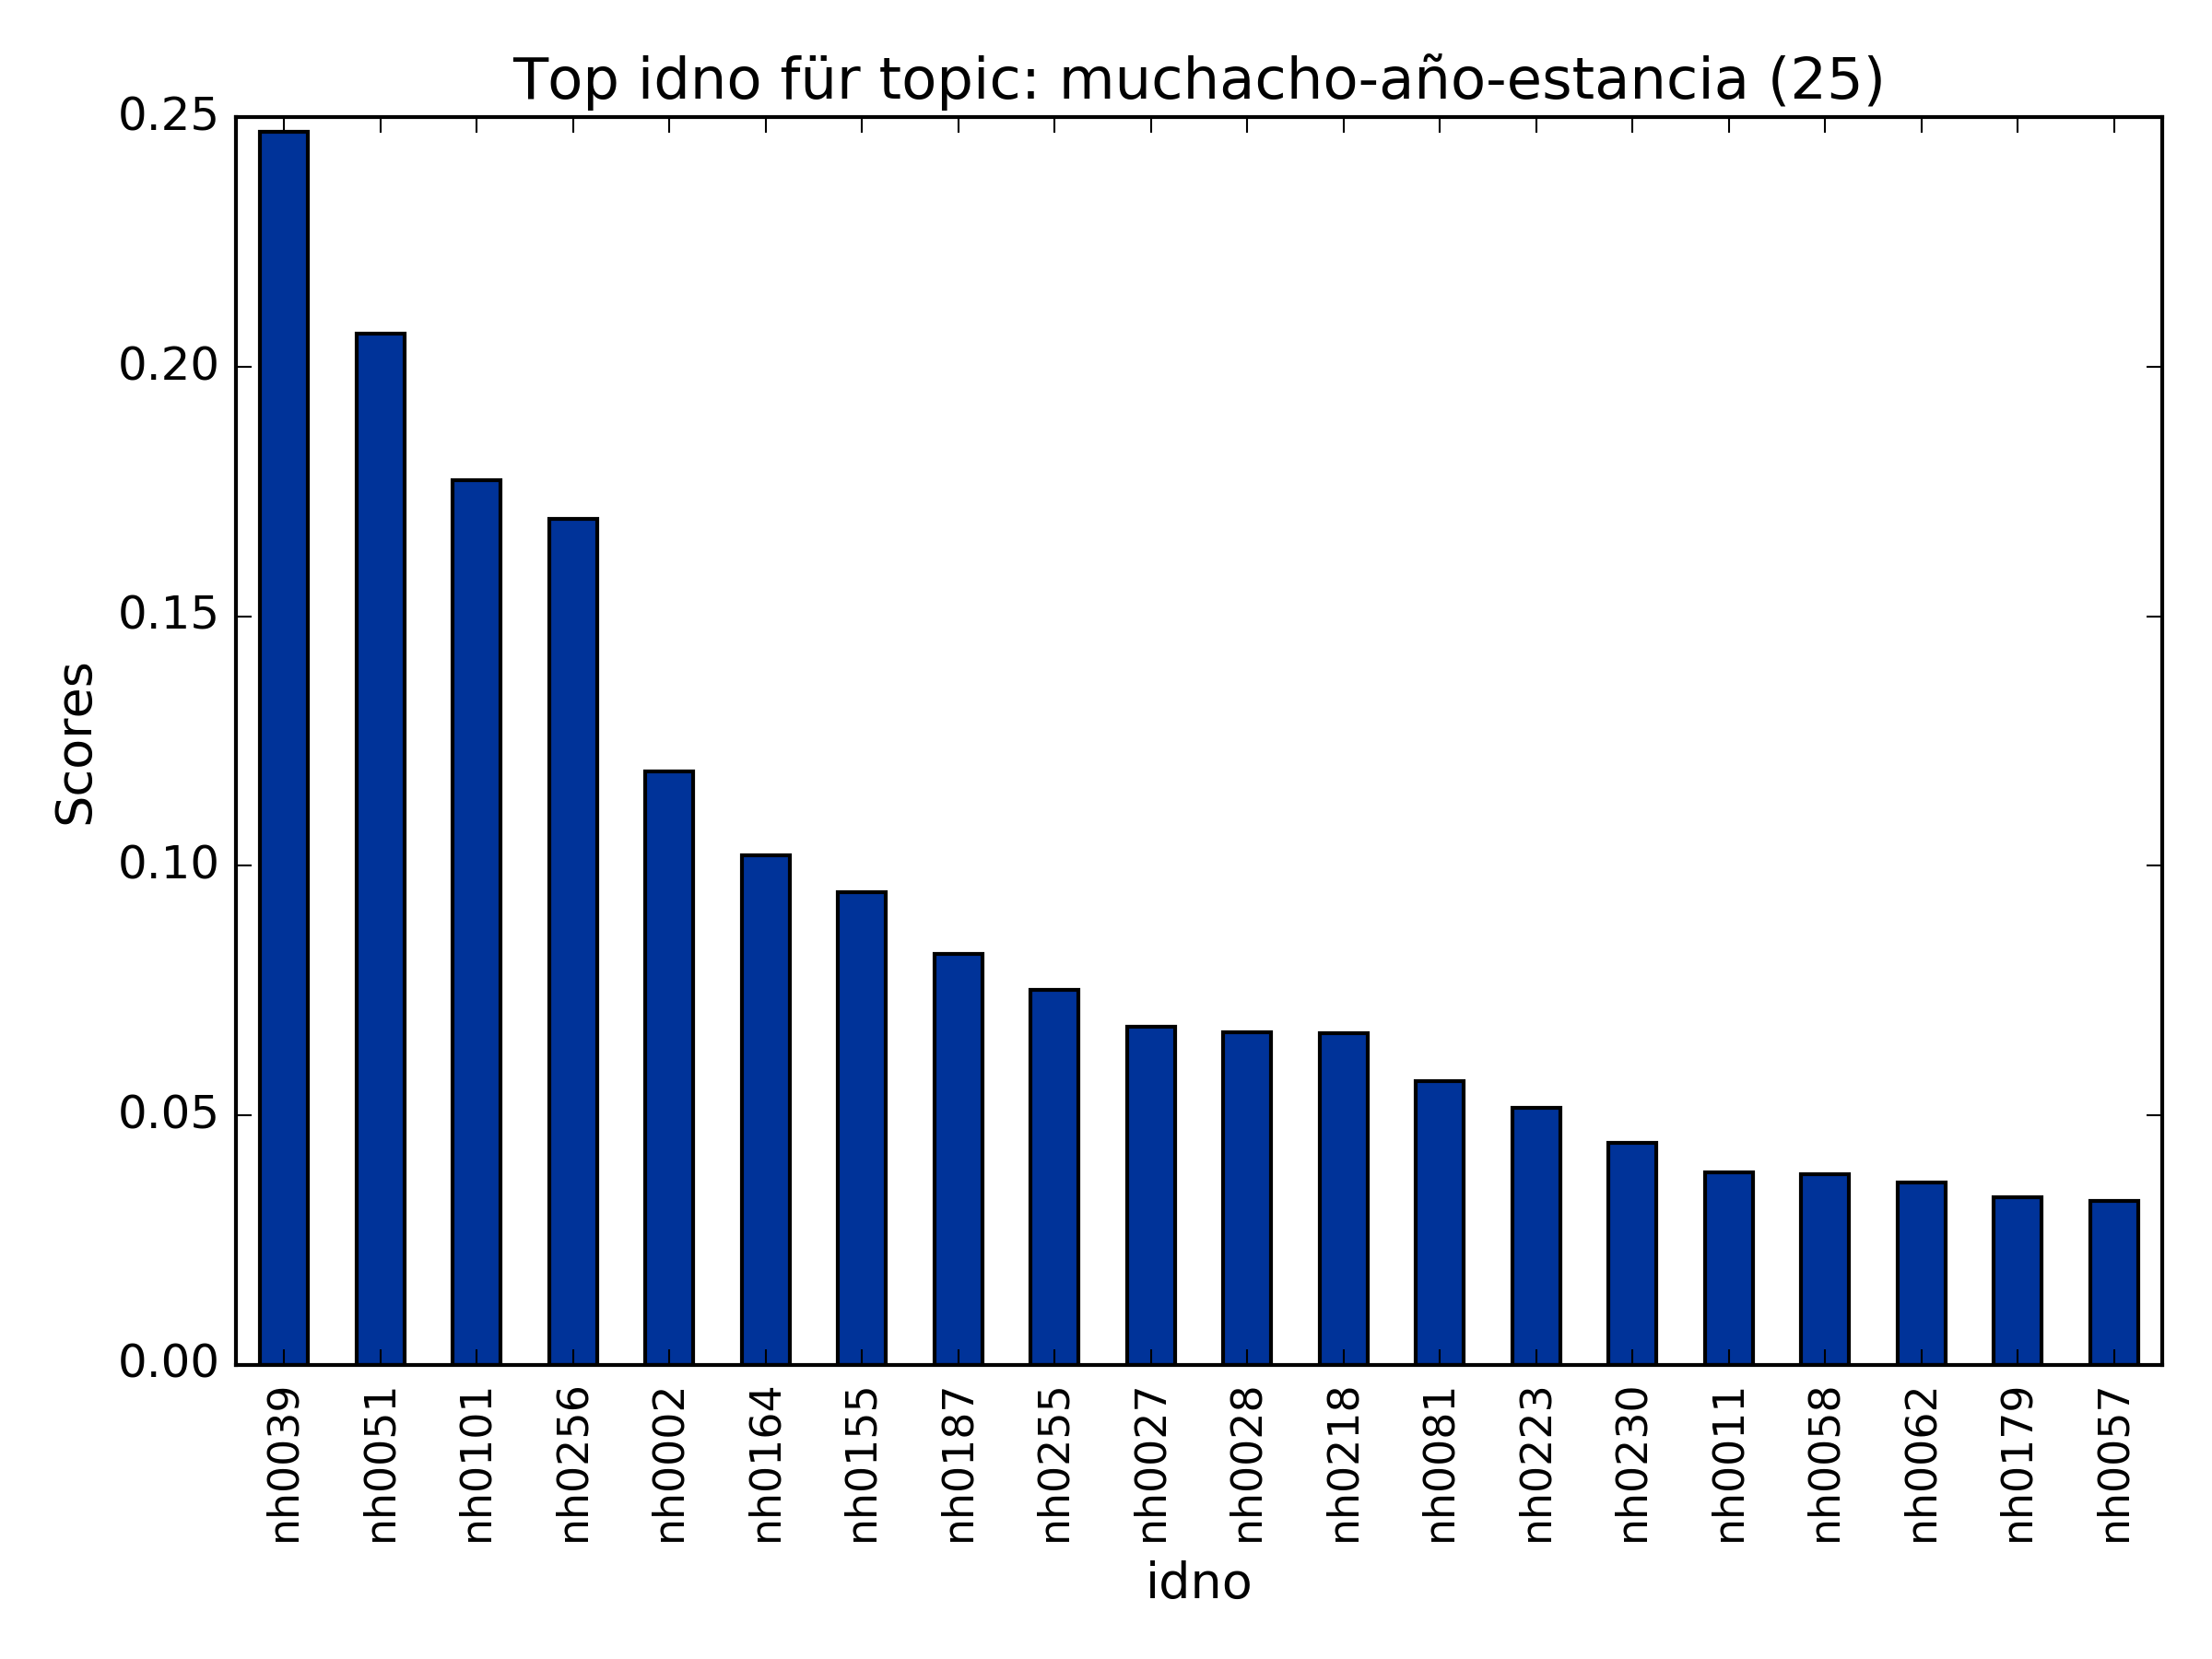 Top idno für topic: muchacho-año-estancia (25)
0.25
0.20
0.15
0.10
0.05
0.00
Scores
nh0039
nh0051
nh0101
nh0256
nh0002
nh0164
nh0155
nh0187
nh0255
nh0027
nh0028
nh0218
nh0081
nh0223
nh0230
nh0011
nh0058
nh0062
nh0179
nh0057
idno